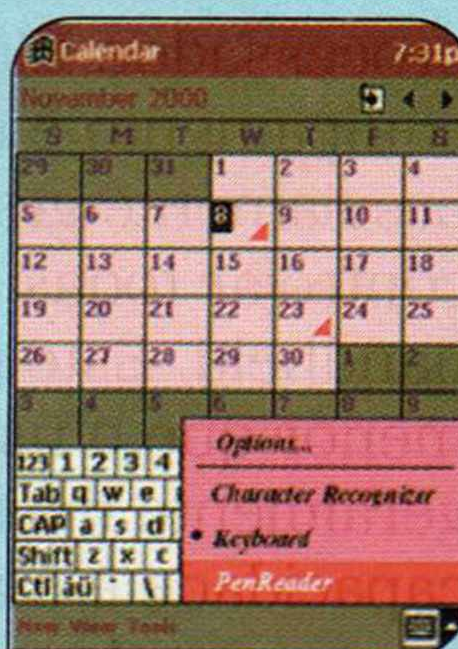 Calendar 7:31p
November 2000
S M T W T F S
29 30 31 1 2 3 4
5 6 7 8 9 10 11
12 13 14 15 16 17 18
19 20 21 22 23 24 25
26 27 28 29 30 1 2
3 4 5 6 7 8 9
Options...
123 1 2 3 4
Tab q w e
Character Recognizer
CAP a s d
Keyboard
Shift z x c
Ctl áü ` \
PenReader
New View Tools